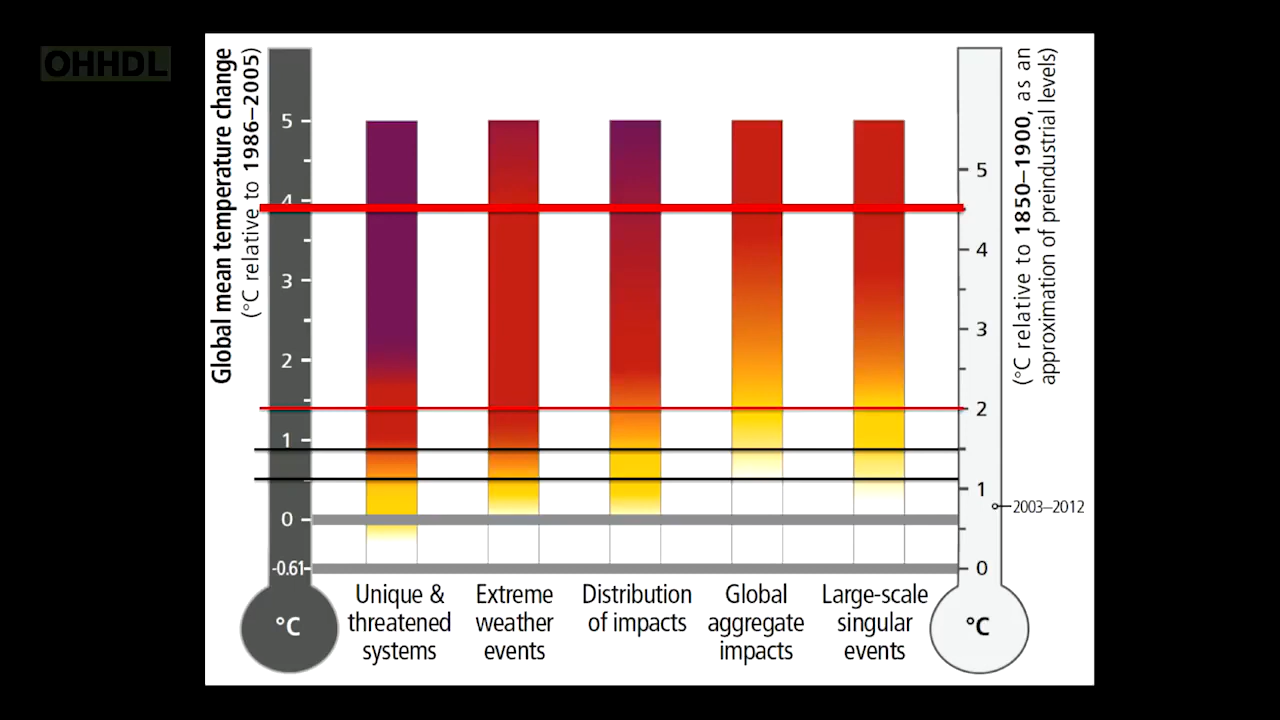 OHHDL
Global mean temperature change
(°C relative to 1986–2005)
5
4
3
2
1
0
-0.61
°C
Unique &
threatened
systems
Extreme
weather
events
Distribution
of impacts
Global
aggregate
impacts
Large-scale
singular
events
5
4
3
2
1
0
°C
2003–2012
(°C relative to 1850–1900, as an
approximation of preindustrial levels)